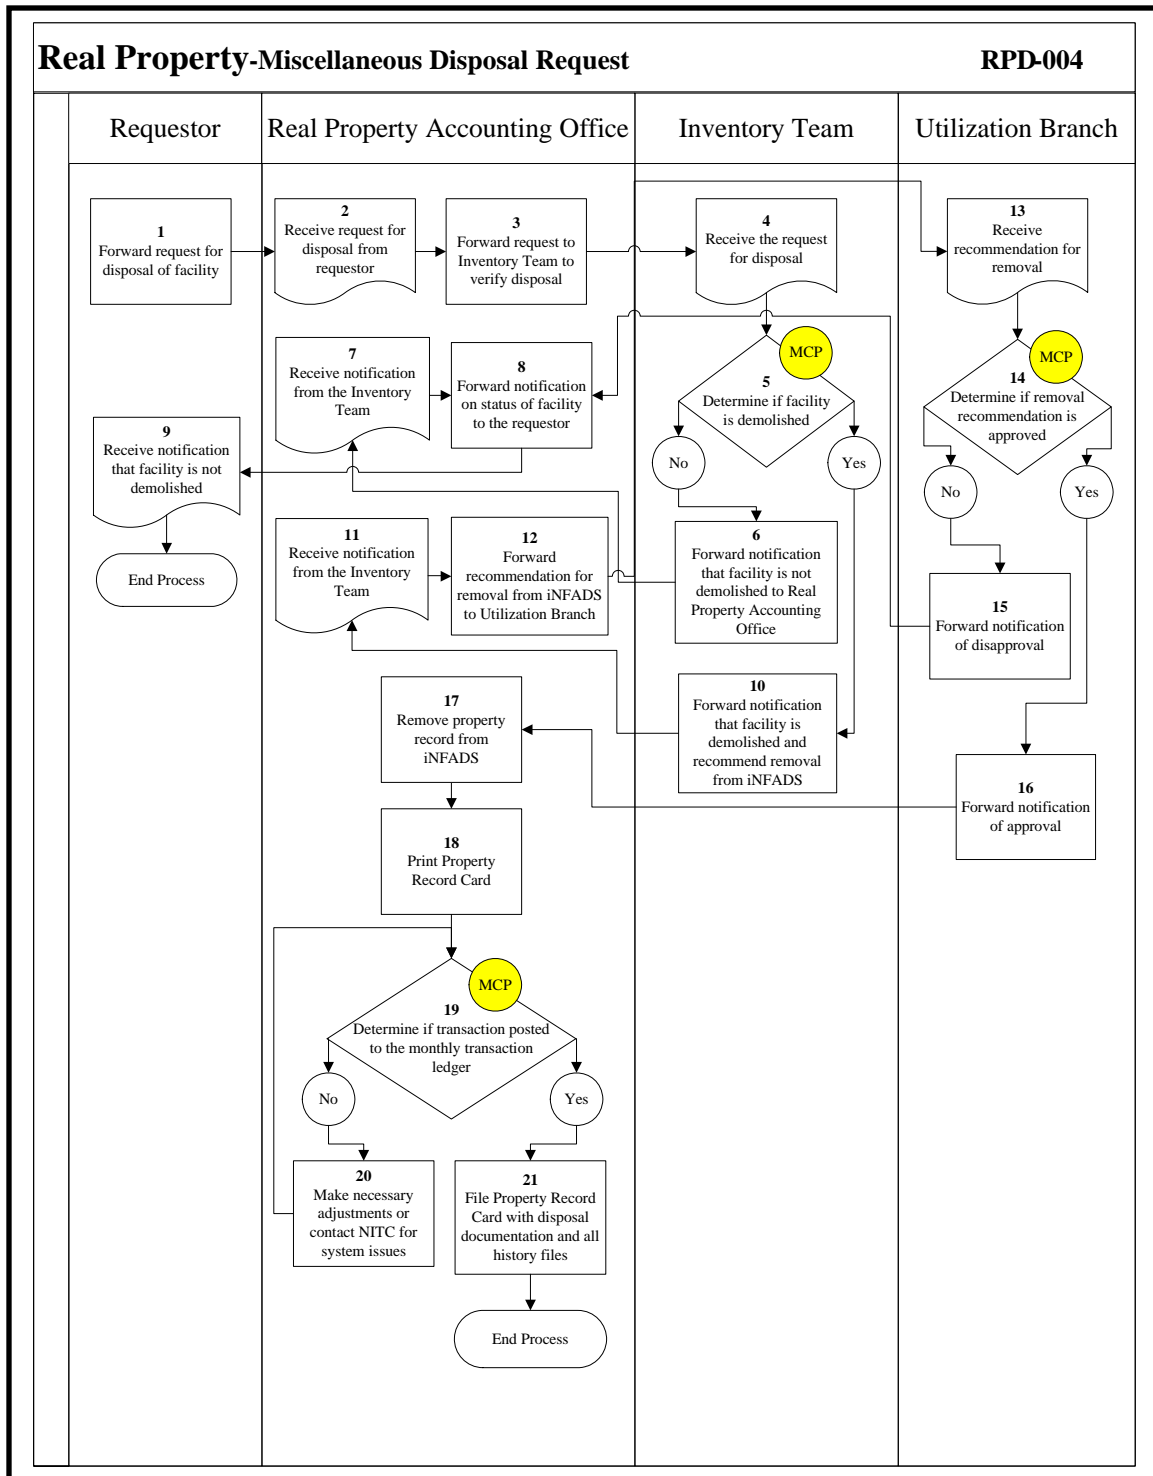 Real Property-Miscellaneous Disposal Request
RPD-004
Requestor
Real Property Accounting Office
Inventory Team
Utilization Branch
1
Forward request for
disposal of facility
2
Receive request for
disposal from
requestor
3
Forward request to
Inventory Team to
verify disposal
4
Receive the request
for disposal
13
Receive
recommendation for
removal
7
Receive notification
from the Inventory
Team
8
Forward notification
on status of facility
to the requestor
MCP
5
Determine if facility
is demolished
No
Yes
MCP
14
Determine if removal
recommendation is
approved
No
Yes
9
Receive notification
that facility is not
demolished
End Process
11
Receive notification
from the Inventory
Team
12
Forward
recommendation for
removal from iNFADS
to Utilization Branch
6
Forward notification
that facility is not
demolished to Real
Property Accounting
Office
15
Forward notification
of disapproval
17
Remove property
record from
iNFADS
10
Forward notification
that facility is
demolished and
recommend removal
from iNFADS
16
Forward notification
of approval
18
Print Property
Record Card
MCP
19
Determine if transaction posted
to the monthly transaction
ledger
No
Yes
20
Make necessary
adjustments or
contact NITC for
system issues
21
File Property Record
Card with disposal
documentation and all
history files
End Process